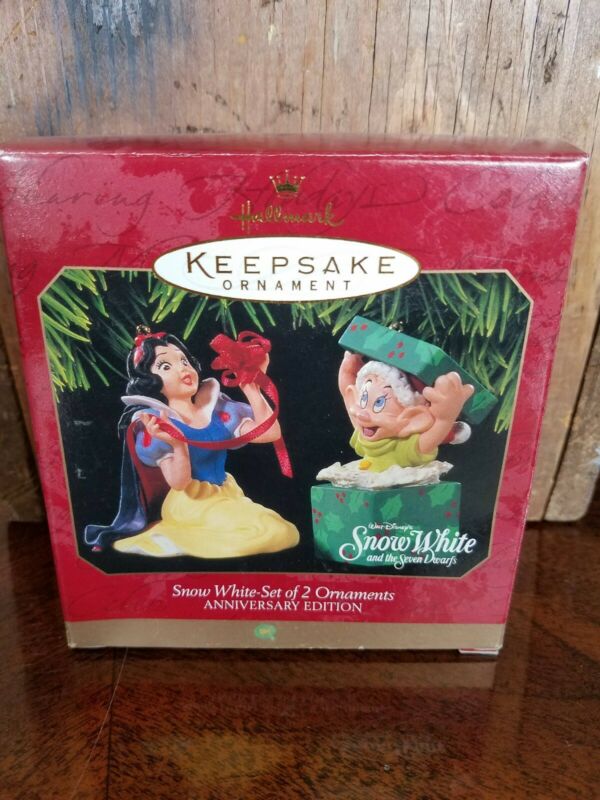 Hallmark
KEEPSAKE
ORNAMENT
Walt Disney's
Snow White
and the Seven Dwarfs
Snow White-Set of 2 Ornaments
ANNIVERSARY EDITION